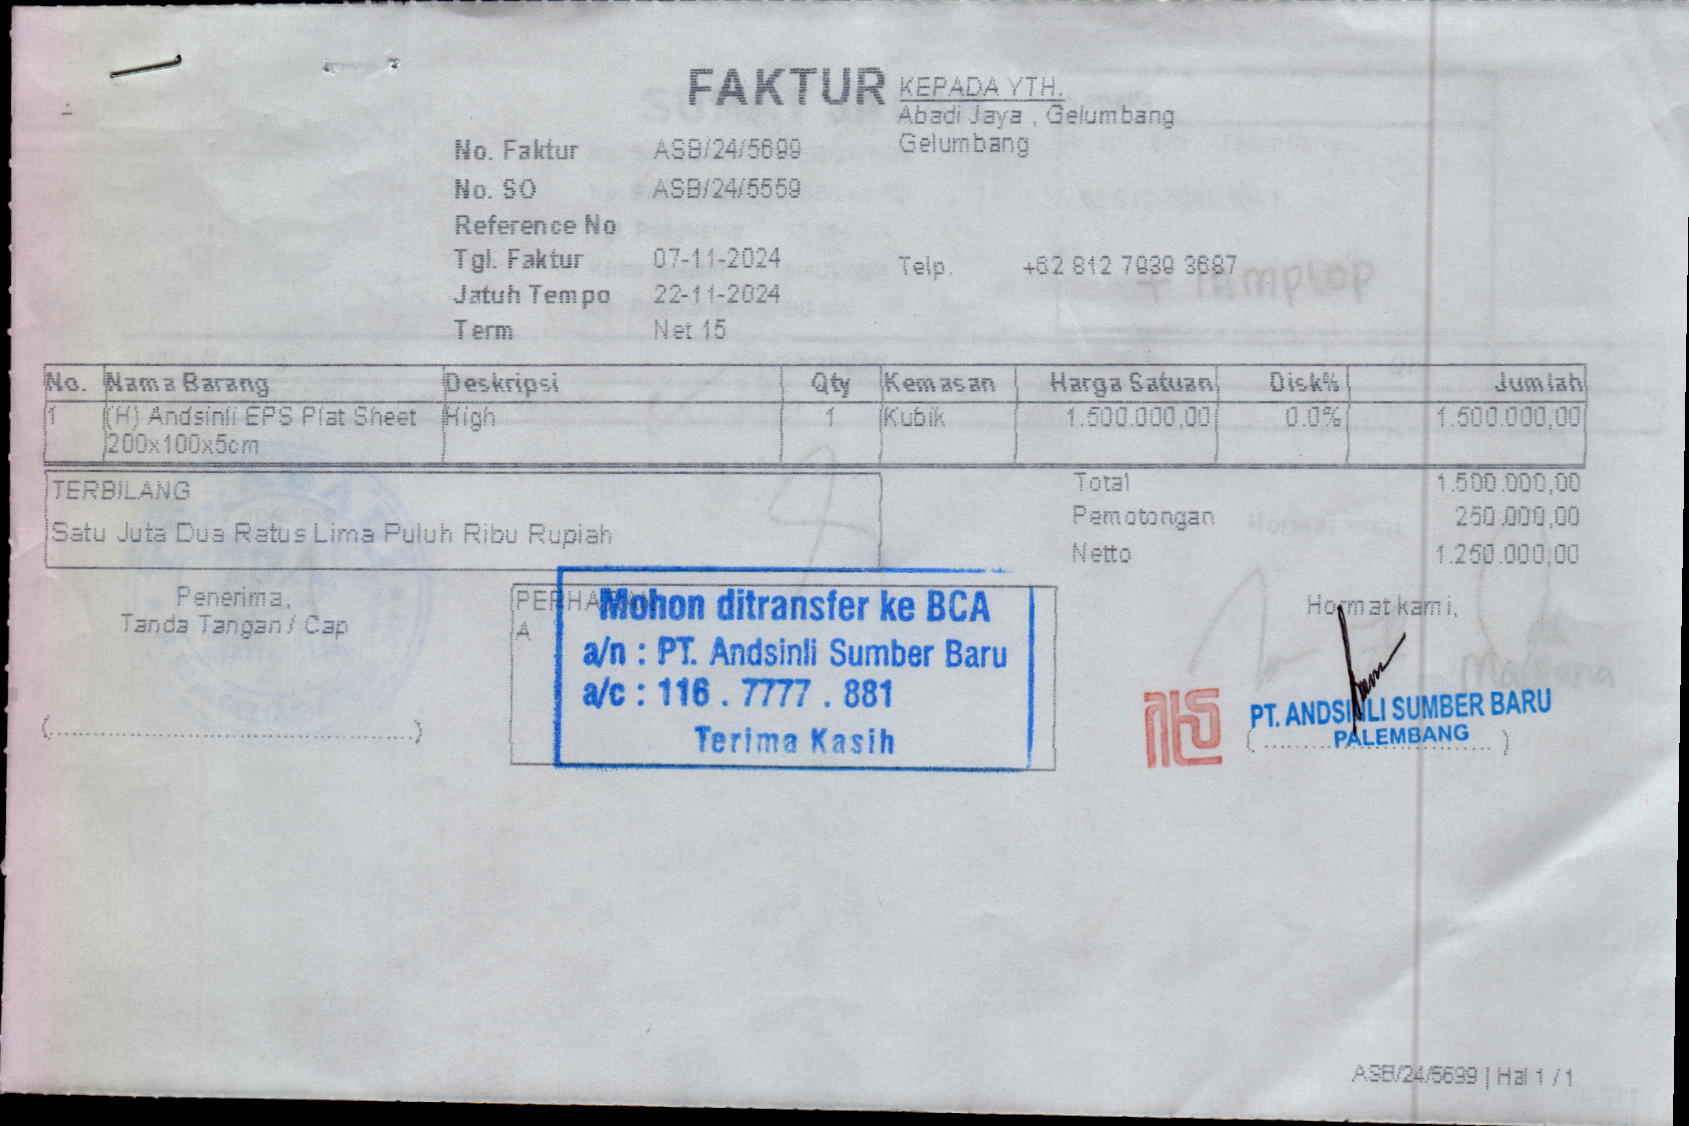 FAKTUR
KEPADA YTH.
Abadi Jaya , Gelumbang
Gelumbang
No. Faktur ASB/24/5699
No. SO ASB/24/5559
Reference No
Tgl. Faktur 07-11-2024
Telp. +62 812 7939 3687
Jatuh Tempo 22-11-2024
Term Net 15
No. Nama Barang Deskripsi Qty Kemasan Harga Satuan Disk% Jumlah
1 (H) Andsinli EPS Plat Sheet High 1 Kubik 1.500.000,00 0.0% 1.500.000,00
200x100x5cm
TERBILANG
Satu Juta Dua Ratus Lima Puluh Ribu Rupiah
Total 1.500.000,00
Pemotongan 250.000,00
Netto 1.250.000,00
Penerima,
Tanda Tangan / Cap
(..........................................)
A
Mohon ditransfer ke BCA
a/n : PT. Andsinli Sumber Baru
a/c : 116 . 7777 . 881
Terima Kasih
Hormat kami,
PT. ANDSINLI SUMBER BARU
PALEMBANG
ASB/24/5699 | Hal 1 / 1